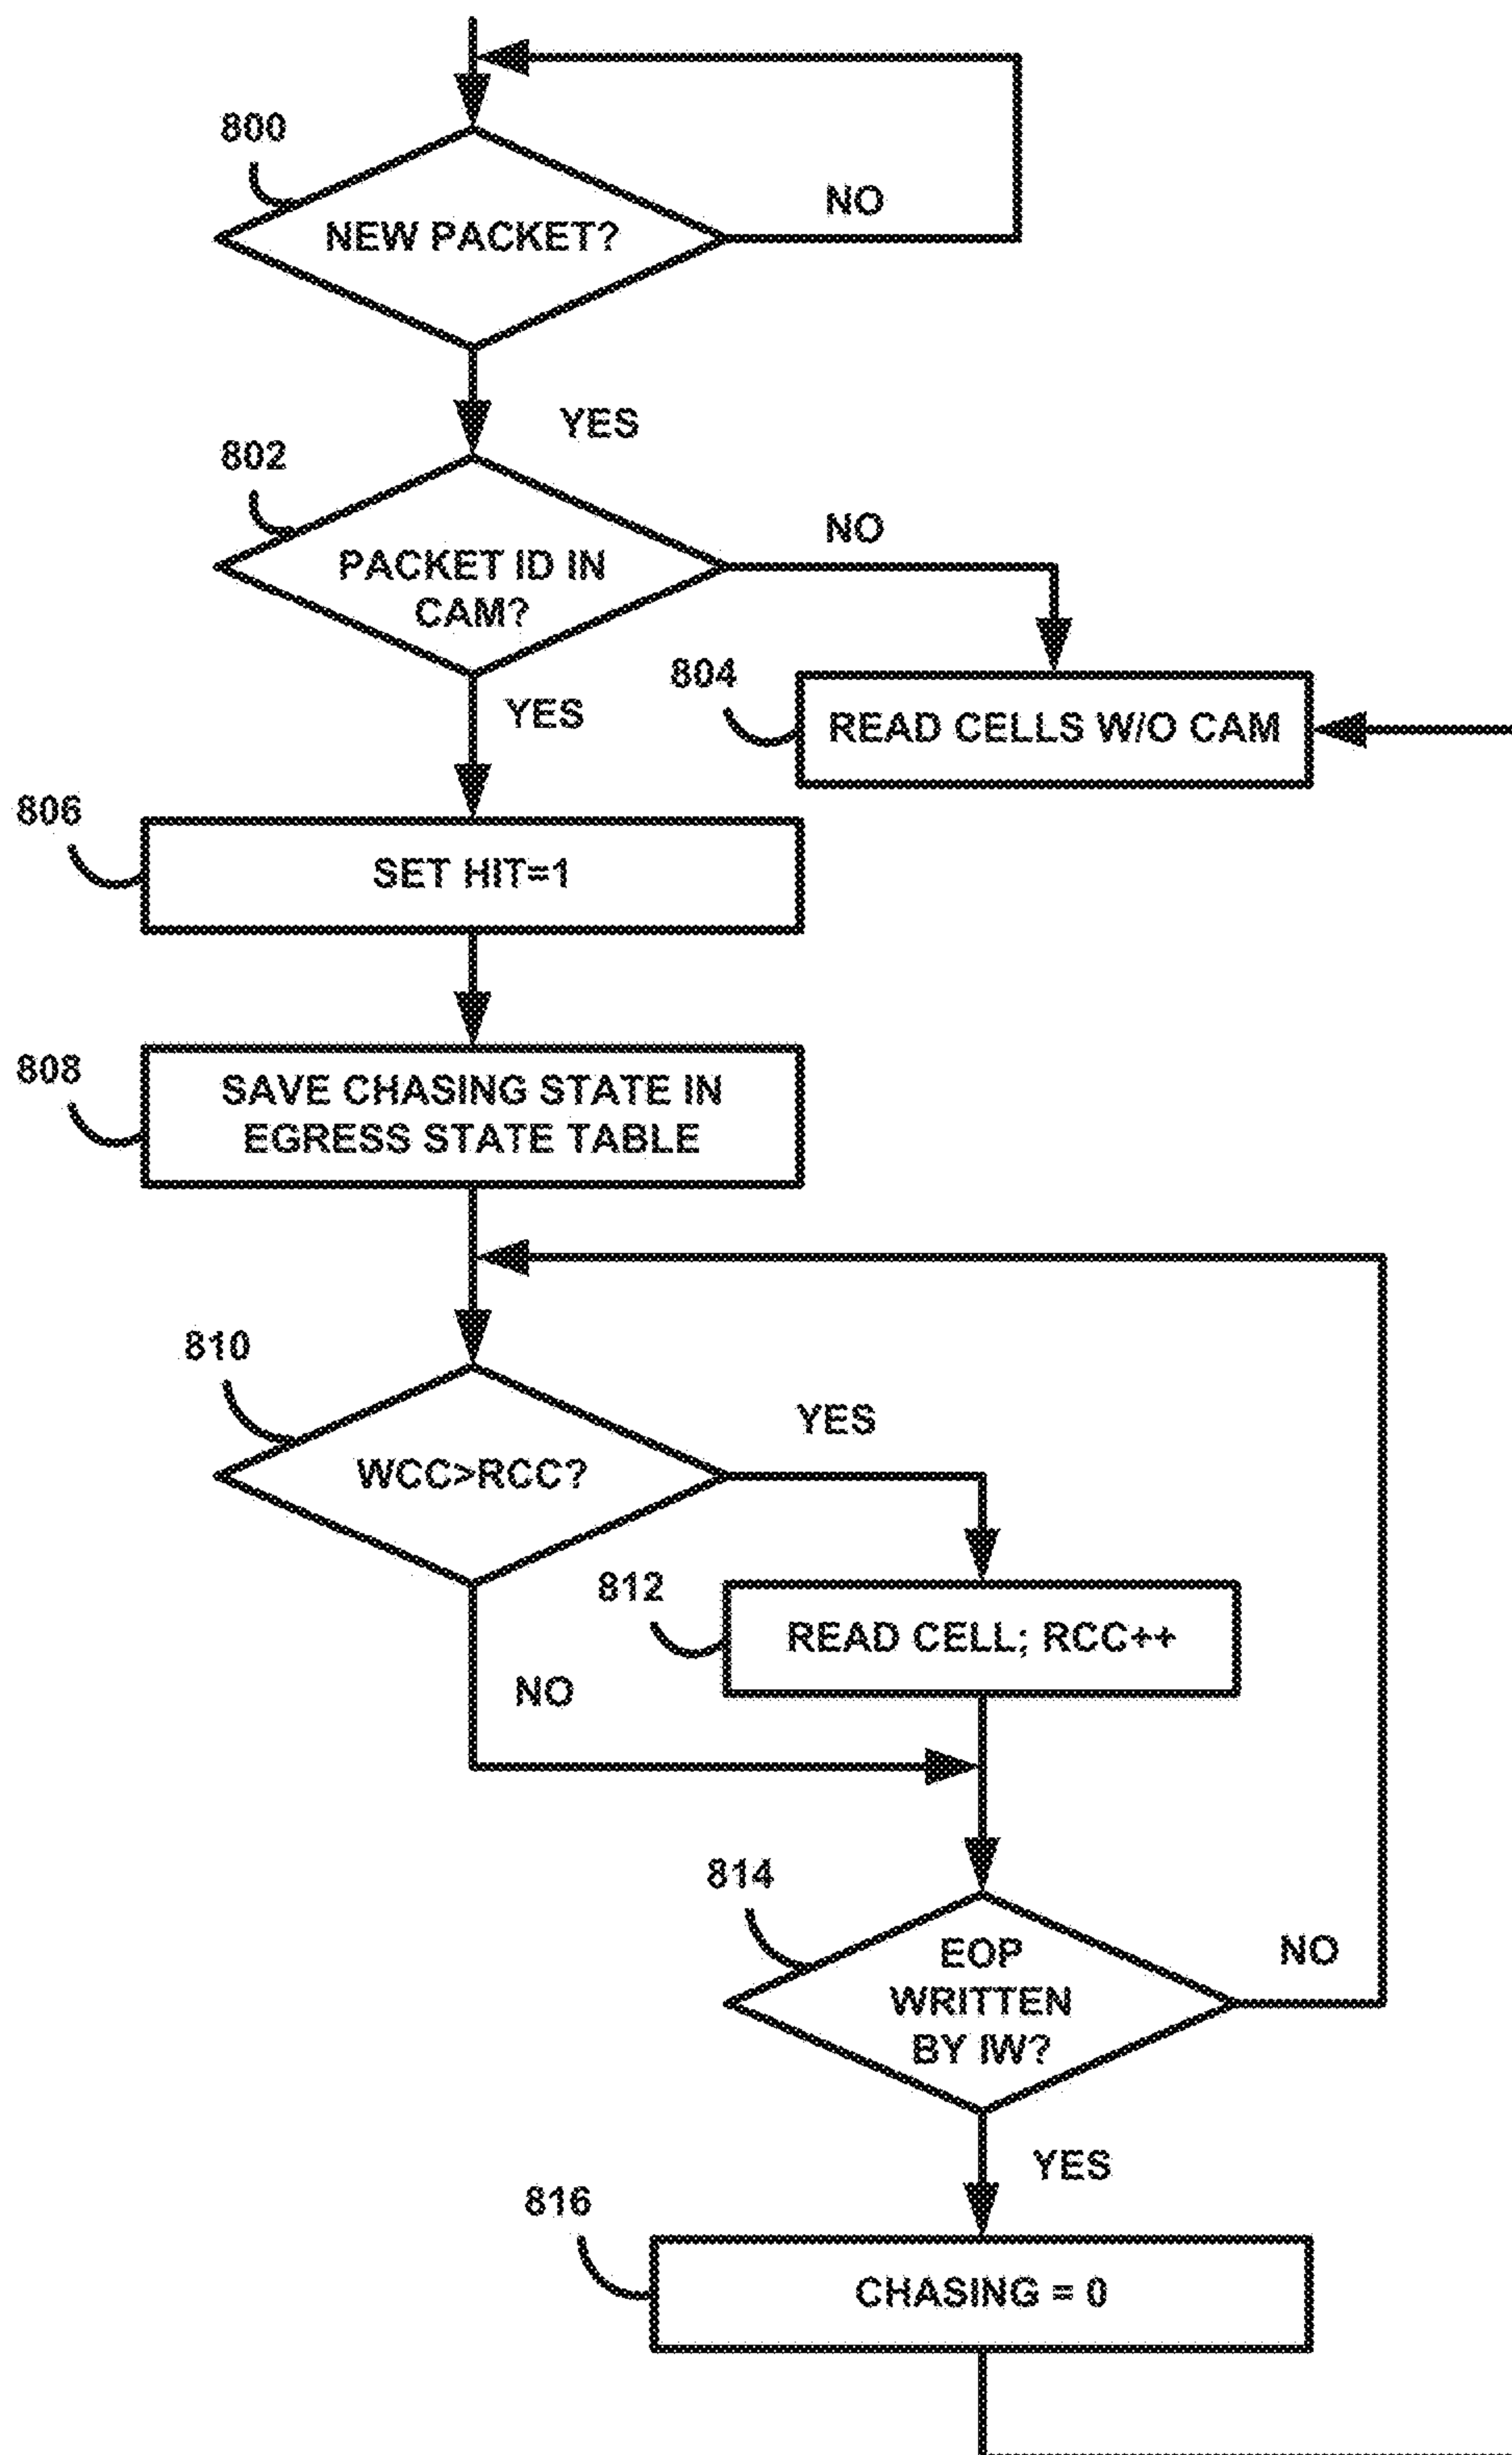 800
NEW PACKET?
NO
YES
802
PACKET ID IN
CAM?
NO
YES
804
READ CELLS W/O CAM
806
SET HIT=1
808
SAVE CHASING STATE IN
EGRESS STATE TABLE
810
WCC>RCC?
YES
812
READ CELL; RCC++
NO
814
EOP
WRITTEN
BY IW?
NO
YES
816
CHASING = 0